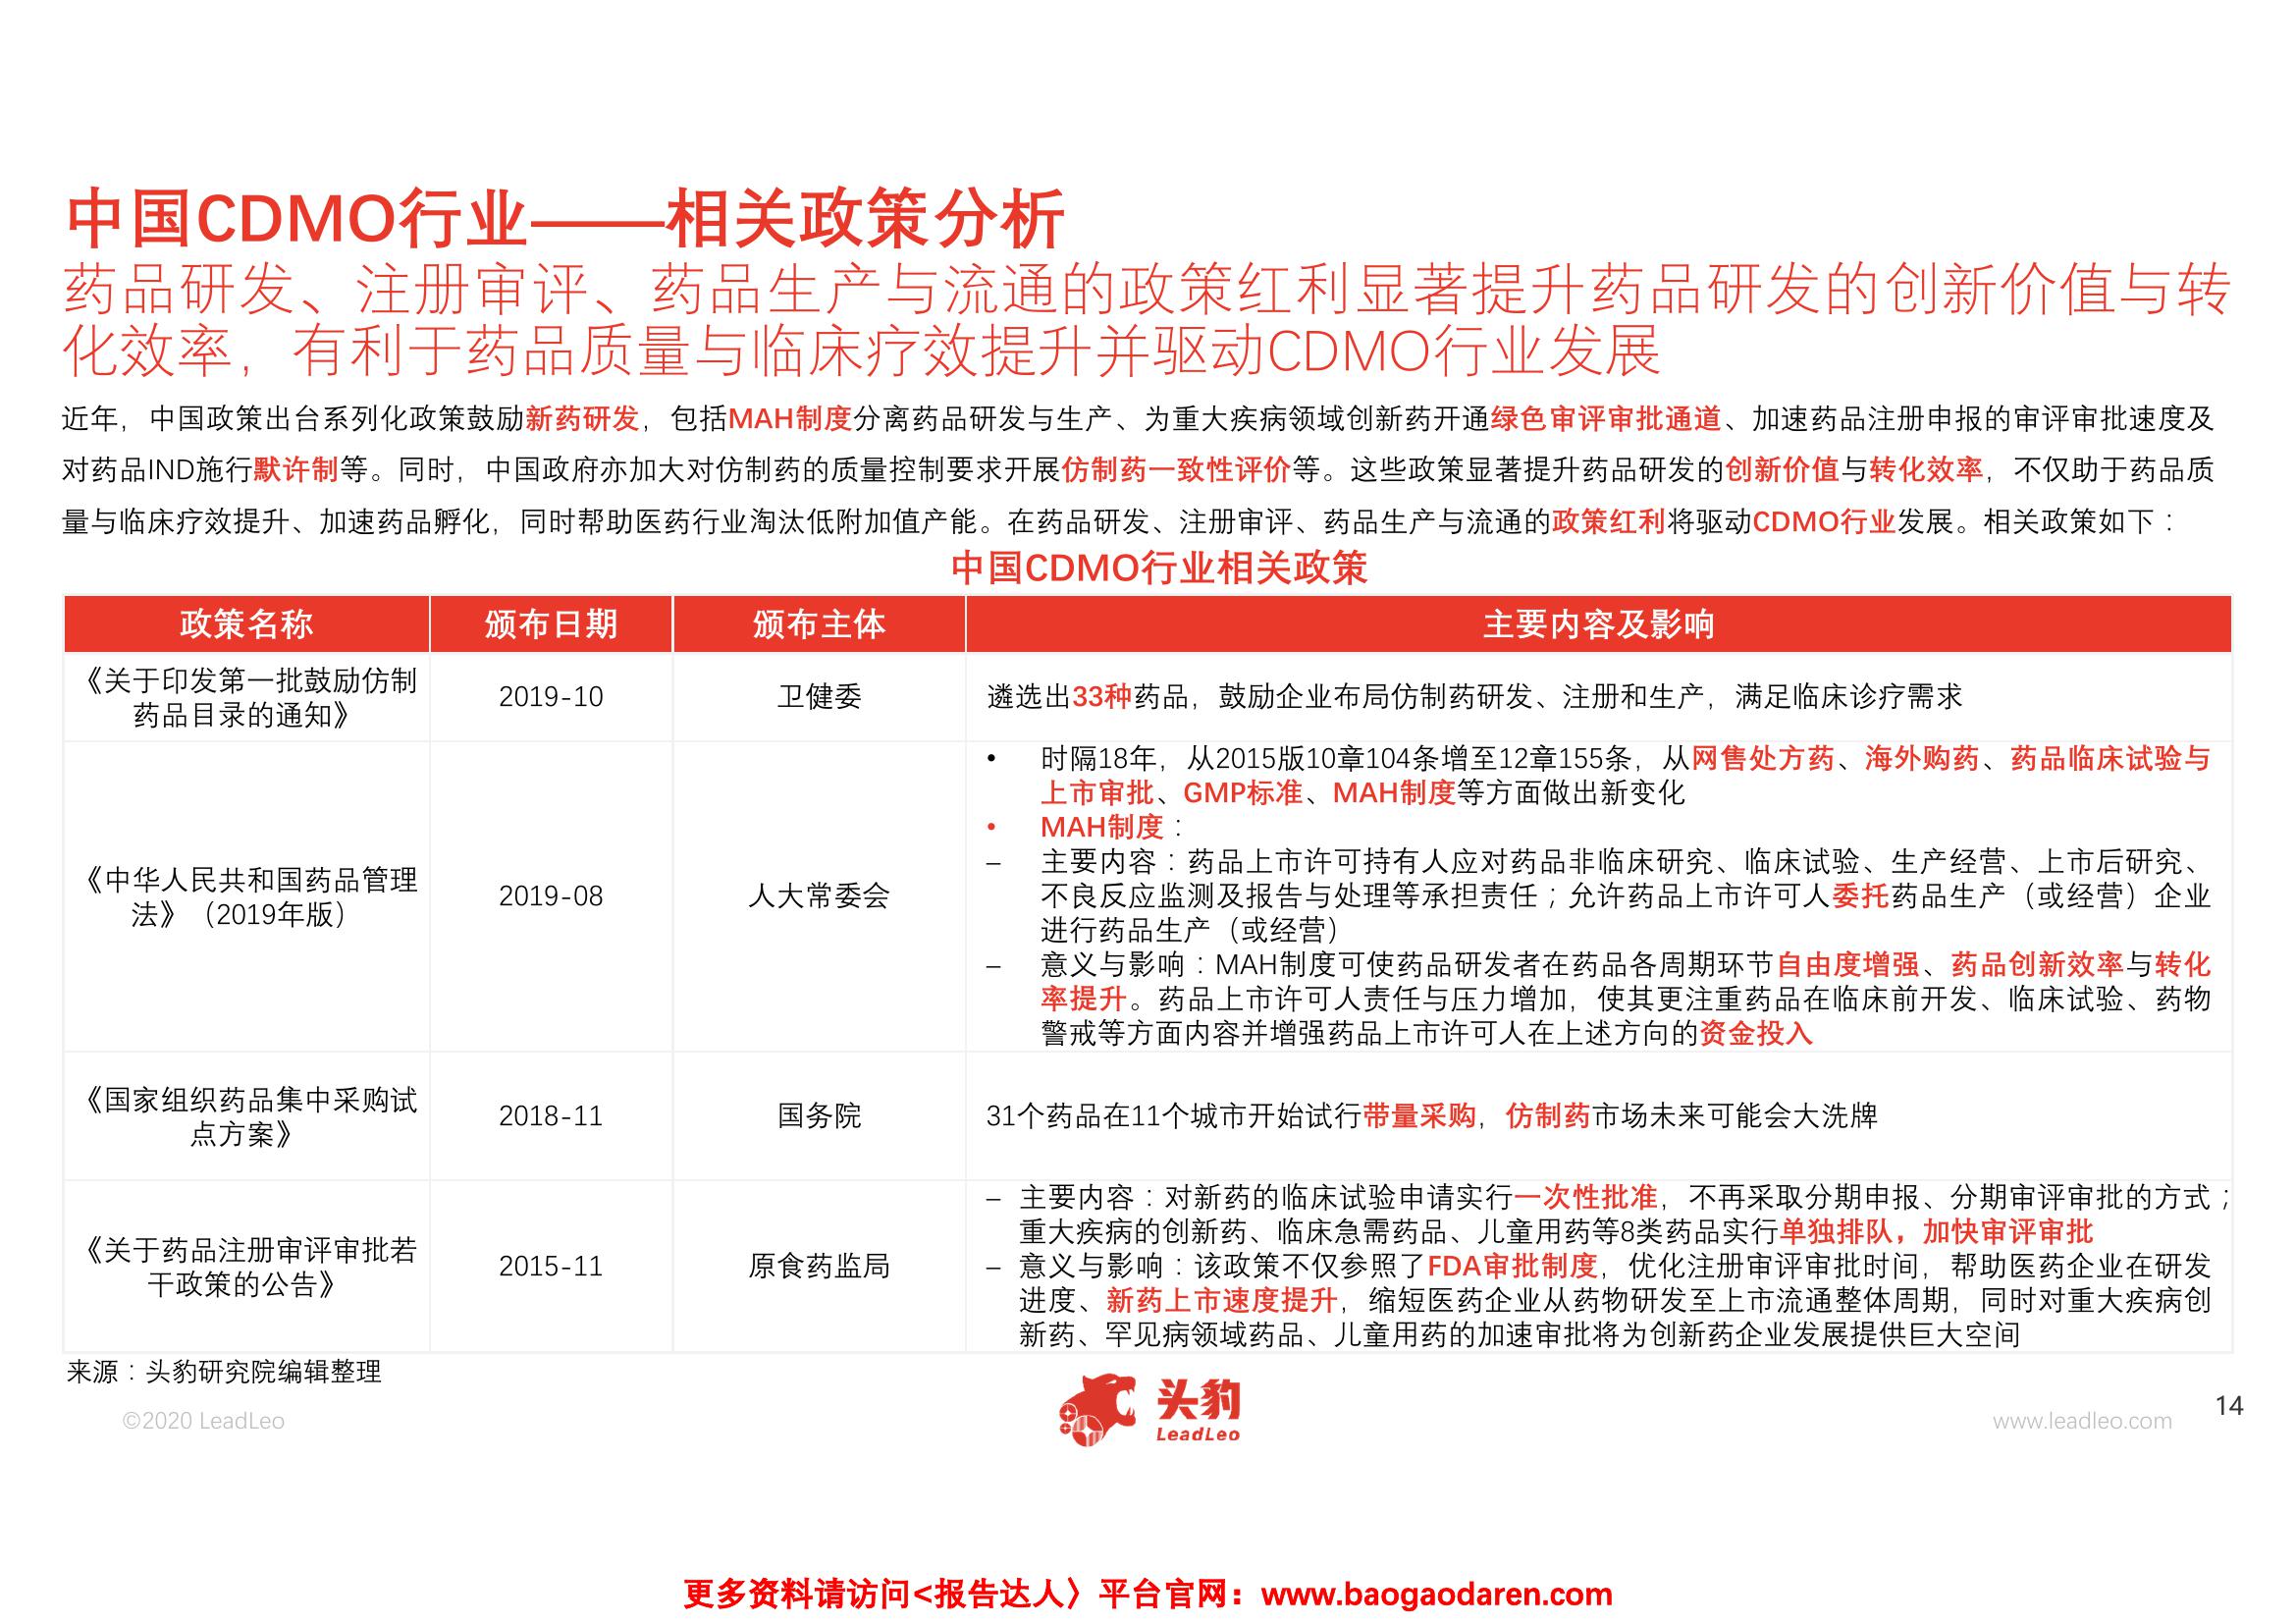 中国CDMO行业——相关政策分析
药品研发、注册审评、药品生产与流通的政策红利显著提升药品研发的创新价值与转
化效率，有利于药品质量与临床疗效提升并驱动CDMO行业发展
近年，中国政策出台系列化政策鼓励新药研发，包括MAH制度分离药品研发与生产、为重大疾病领域创新药开通绿色审评审批通道、加速药品注册申报的审评审批速度及
对药品IND施行默许制等。同时，中国政府亦加大对仿制药的质量控制要求开展仿制药一致性评价等。这些政策显著提升药品研发的创新价值与转化效率，不仅助于药品质
量与临床疗效提升、加速药品孵化，同时帮助医药行业淘汰低附加值产能。在药品研发、注册审评、药品生产与流通的政策红利将驱动CDMO行业发展。相关政策如下：
中国CDMO行业相关政策
政策名称 颁布日期 颁布主体 主要内容及影响
《关于印发第一批鼓励仿制
药品目录的通知》
2019-10
卫健委
遴选出33种药品，鼓励企业布局仿制药研发、注册和生产，满足临床诊疗需求
《中华人民共和国药品管理
法》（2019年版）
2019-08
人大常委会
• 时隔18年，从2015版10章104条增至12章155条，从网售处方药、海外购药、药品临床试验与
上市审批、GMP标准、MAH制度等方面做出新变化
• MAH制度：
– 主要内容：药品上市许可持有人应对药品非临床研究、临床试验、生产经营、上市后研究、
不良反应监测及报告与处理等承担责任；允许药品上市许可人委托药品生产（或经营）企业
进行药品生产（或经营）
– 意义与影响：MAH制度可使药品研发者在药品各周期环节自由度增强、药品创新效率与转化
率提升。药品上市许可人责任与压力增加，使其更注重药品在临床前开发、临床试验、药物
警戒等方面内容并增强药品上市许可人在上述方向的资金投入
《国家组织药品集中采购试
点方案》
2018-11
国务院
31个药品在11个城市开始试行带量采购，仿制药市场未来可能会大洗牌
《关于药品注册审评审批若
干政策的公告》
2015-11
原食药监局
– 主要内容：对新药的临床试验申请实行一次性批准，不再采取分期申报、分期审评审批的方式；
重大疾病的创新药、临床急需药品、儿童用药等8类药品实行单独排队，加快审评审批
– 意义与影响：该政策不仅参照了FDA审批制度，优化注册审评审批时间，帮助医药企业在研发
进度、新药上市速度提升，缩短医药企业从药物研发至上市流通整体周期，同时对重大疾病创
新药、罕见病领域药品、儿童用药的加速审批将为创新药企业发展提供巨大空间
来源：头豹研究院编辑整理
©2020 LeadLeo
头豹
LeadLeo
www.leadleo.com
14
更多资料请访问<报告达人〉平台官网：www.baogaodaren.com